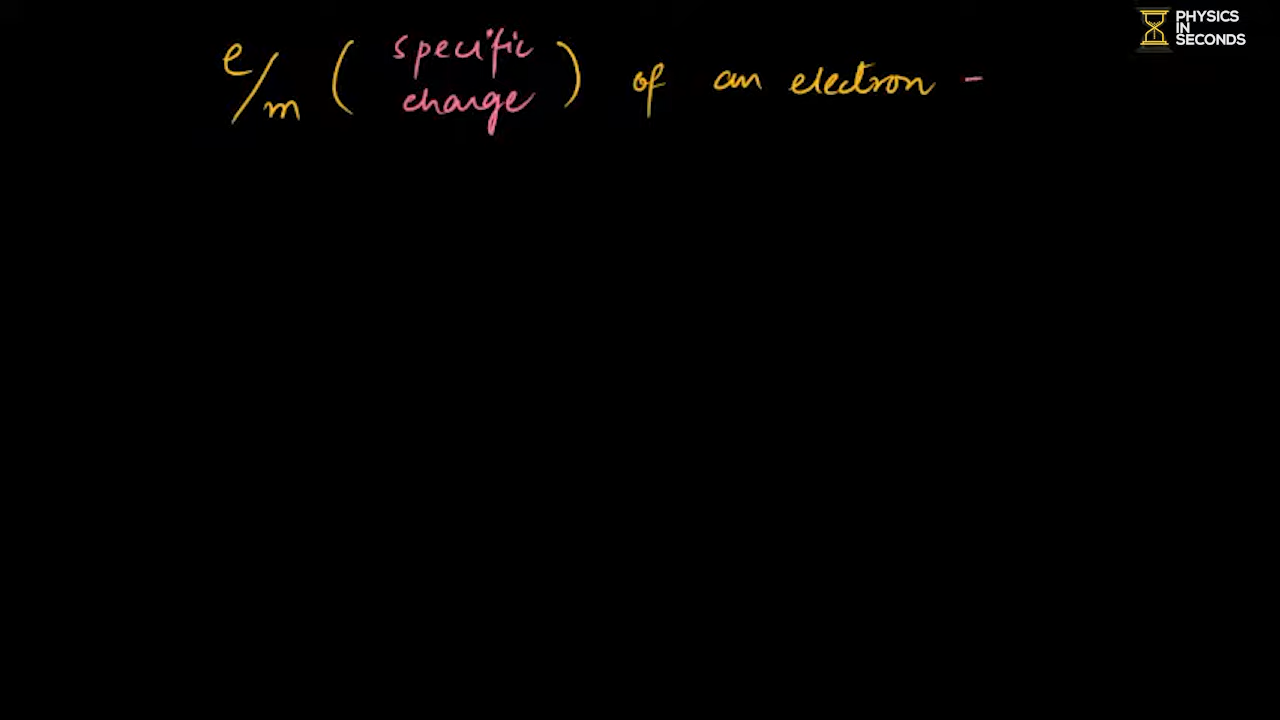 e/m ( specific charge ) of an electron -
PHYSICS
IN
SECONDS